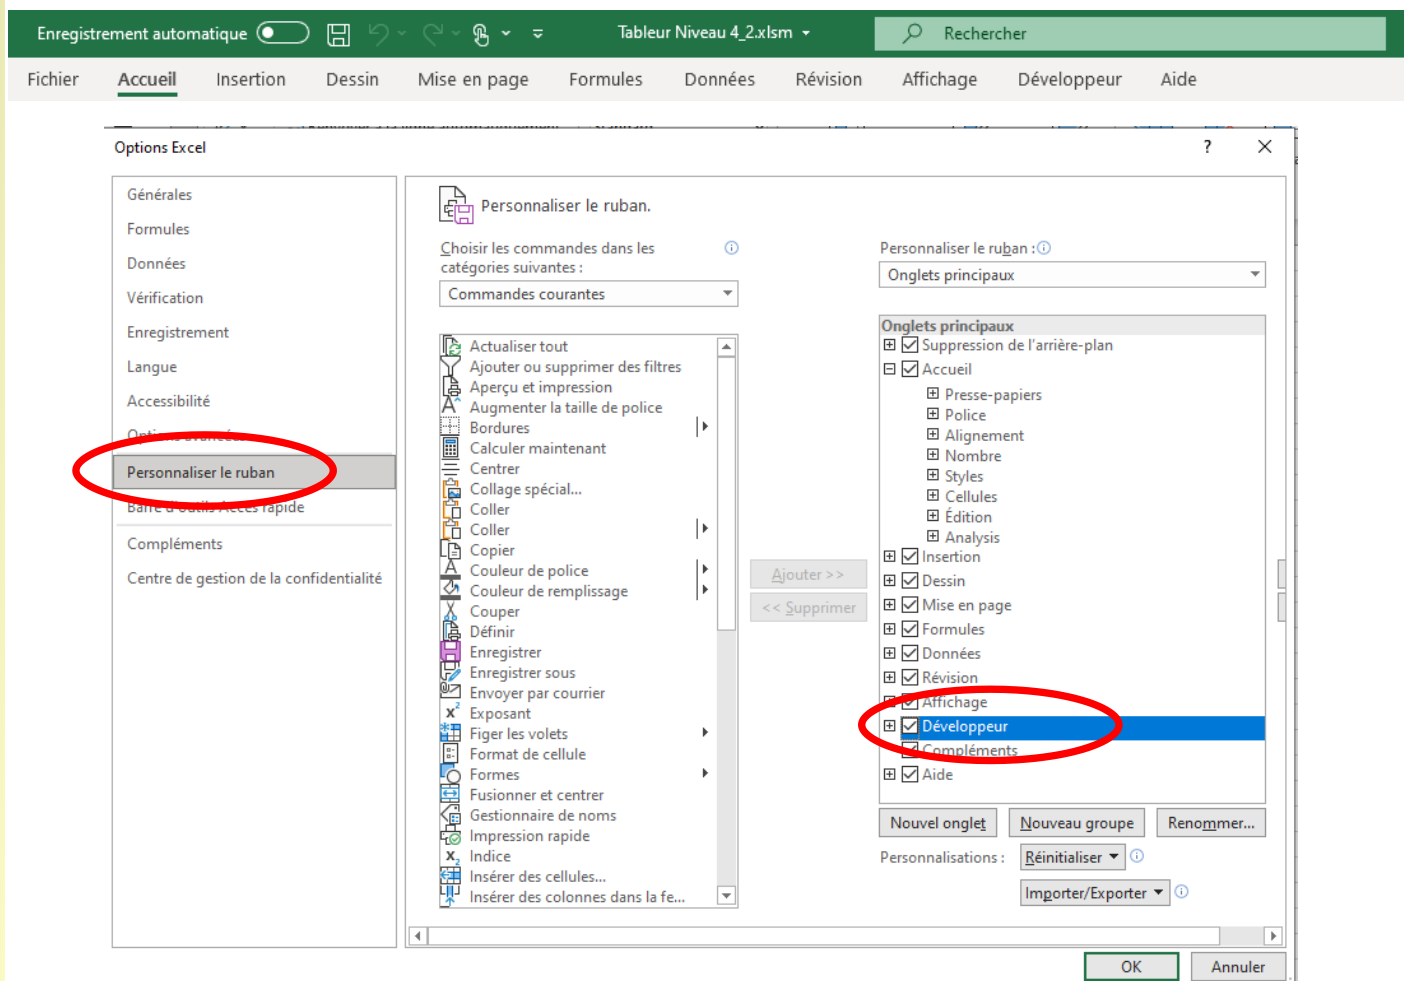 Enregistrement automatique
Tableur Niveau 4_2.xlsm
Rechercher
Fichier Accueil Insertion Dessin Mise en page Formules Données Révision Affichage Développeur Aide
Options Excel
?
Générales
Formules
Données
Vérification
Enregistrement
Langue
Accessibilité
Options avancées
Personnaliser le ruban
Barre d'outils Accès rapide
Compléments
Centre de gestion de la confidentialité
Personnaliser le ruban.
Choisir les commandes dans les
catégories suivantes :
Commandes courantes
Actualiser tout
Ajouter ou supprimer des filtres
Aperçu et impression
Augmenter la taille de police
Bordures
Calculer maintenant
Centrer
Collage spécial...
Coller
Coller
Copier
Couleur de police
Couleur de remplissage
Couper
Définir
Enregistrer
Enregistrer sous
Envoyer par courrier
Exposant
Figer les volets
Format de cellule
Formes
Fusionner et centrer
Gestionnaire de noms
Impression rapide
Indice
Insérer des cellules...
Insérer des colonnes dans la fe...
Ajouter >>
<< Supprimer
Personnaliser le ruban :
Onglets principaux
Onglets principaux
Suppression de l'arrière-plan
Accueil
Presse-papiers
Police
Alignement
Nombre
Styles
Cellules
Édition
Analysis
Insertion
Dessin
Mise en page
Formules
Données
Révision
Affichage
Développeur
Compléments
Aide
Nouvel onglet Nouveau groupe Renommer...
Personnalisations : Réinitialiser
Importer/Exporter
OK Annuler